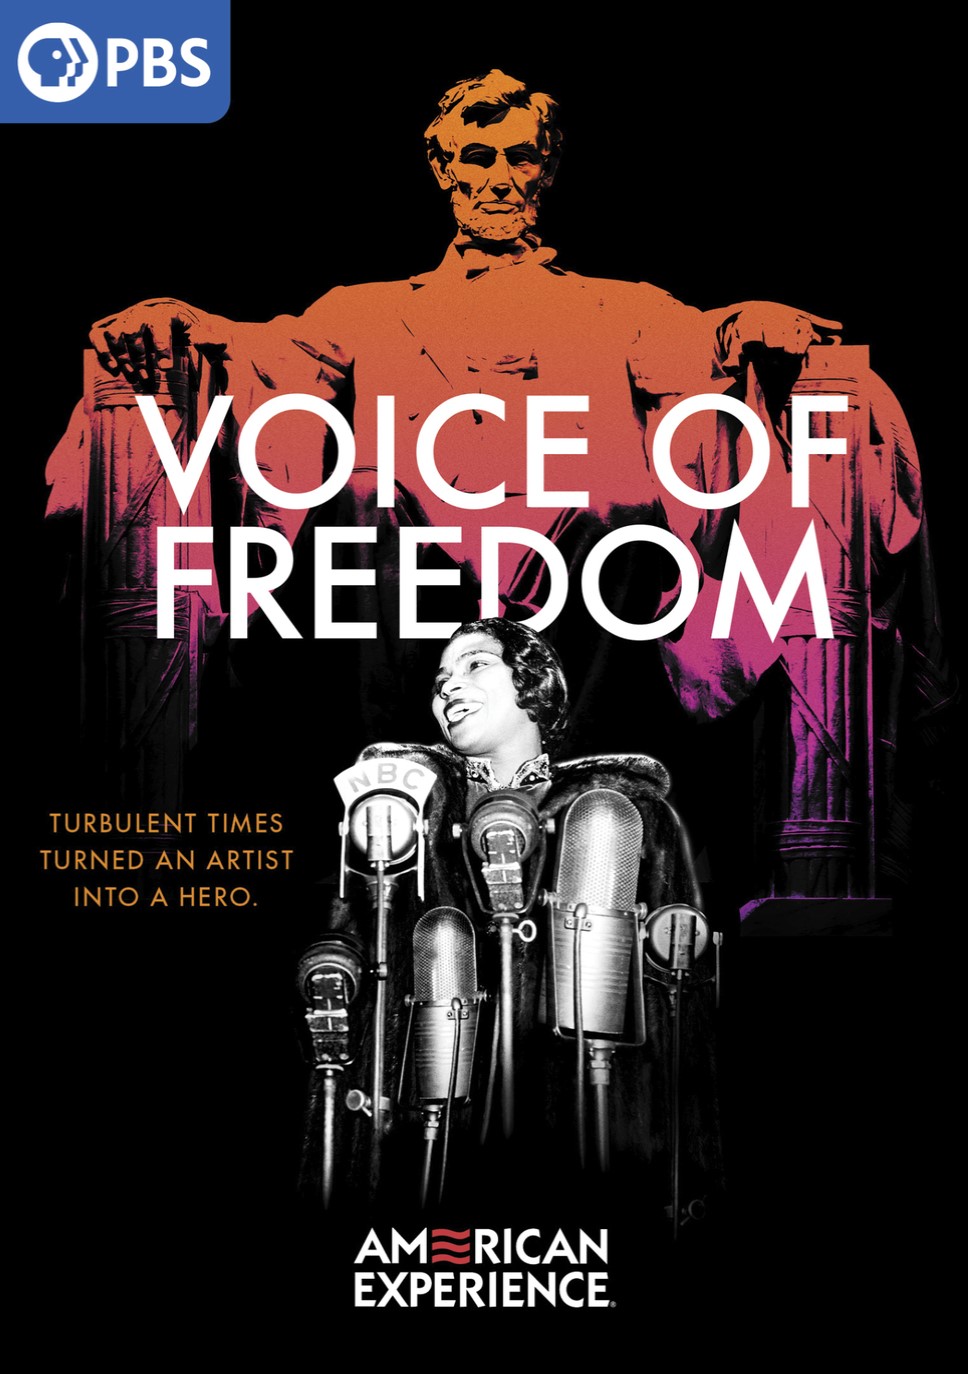 PBS
VOICE OF
FREEDOM
NBC
TURBULENT TIMES
TURNED AN ARTIST
INTO A HERO.
AMERICAN
EXPERIENCE®